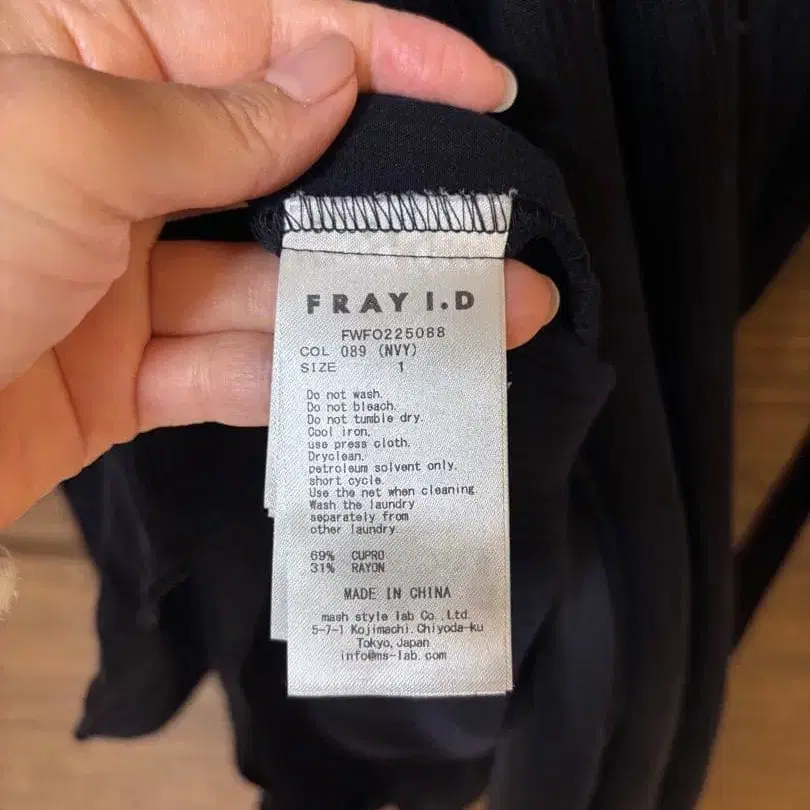 FRAY I.D
FWFO225088
COL 089 (NVY)
SIZE 1
Do not wash.
Do not bleach.
Do not tumble dry.
Cool iron.
use press cloth.
Dryclean.
petroleum solvent only.
short cycle.
Use the net when cleaning.
Wash the laundry
separately from
other laundry.
69% CUPRO
31% RAYON
MADE IN CHINA
mash style lab Co.,Ltd.
5-7-1 Kojimachi.Chiyoda-ku
Tokyo,Japan
info@ms-lab.com